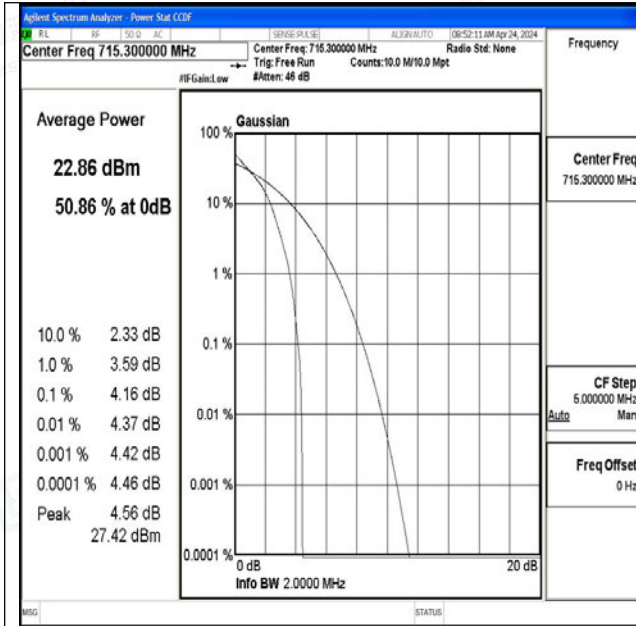 Agilent Spectrum Analyzer - Power Stat CCDF
RL RF 50 Ω AC SENSE:PULSE ALIGN AUTO 08:52:11 AM Apr 24, 2024
Center Freq 715.300000 MHz
Center Freq: 715.300000 MHz Radio Std: None
Trig: Free Run Counts:10.0 M/10.0 Mpt
#IFGain:Low #Atten: 46 dB
Frequency
Average Power
22.86 dBm
50.86 % at 0dB
10.0 % 2.33 dB
1.0 % 3.59 dB
0.1 % 4.16 dB
0.01 % 4.37 dB
0.001 % 4.42 dB
0.0001 % 4.46 dB
Peak 4.56 dB
27.42 dBm
Gaussian
100 %
10 %
1 %
0.1 %
0.01 %
0.001 %
0.0001 %
0 dB 20 dB
Info BW 2.0000 MHz
Center Freq
715.300000 MHz
CF Step
5.000000 MHz
Auto Man
Freq Offset
0 Hz
MSG STATUS